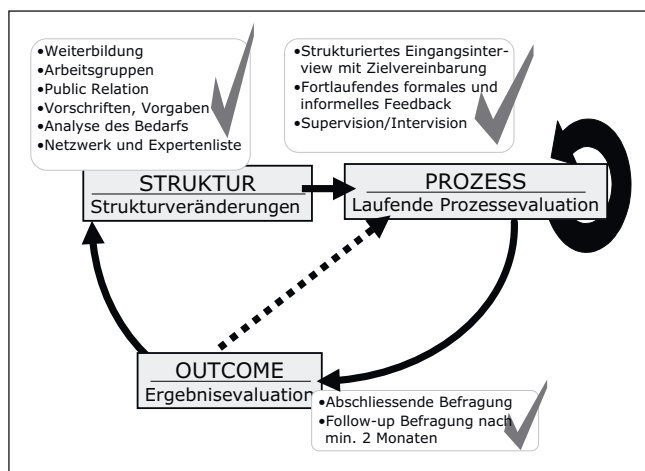 •Weiterbildung
•Arbeitsgruppen
•Public Relation
•Vorschriften, Vorgaben
•Analyse des Bedarfs
•Netzwerk und Expertenliste
•Strukturiertes Eingangsinter-
view mit Zielvereinbarung
•Fortlaufendes formales und
informelles Feedback
•Supervision/Intervision
STRUKTUR
Strukturveränderungen
PROZESS
Laufende Prozessevaluation
OUTCOME
Ergebnisevaluation
•Abschliessende Befragung
•Follow-up Befragung nach
min. 2 Monaten